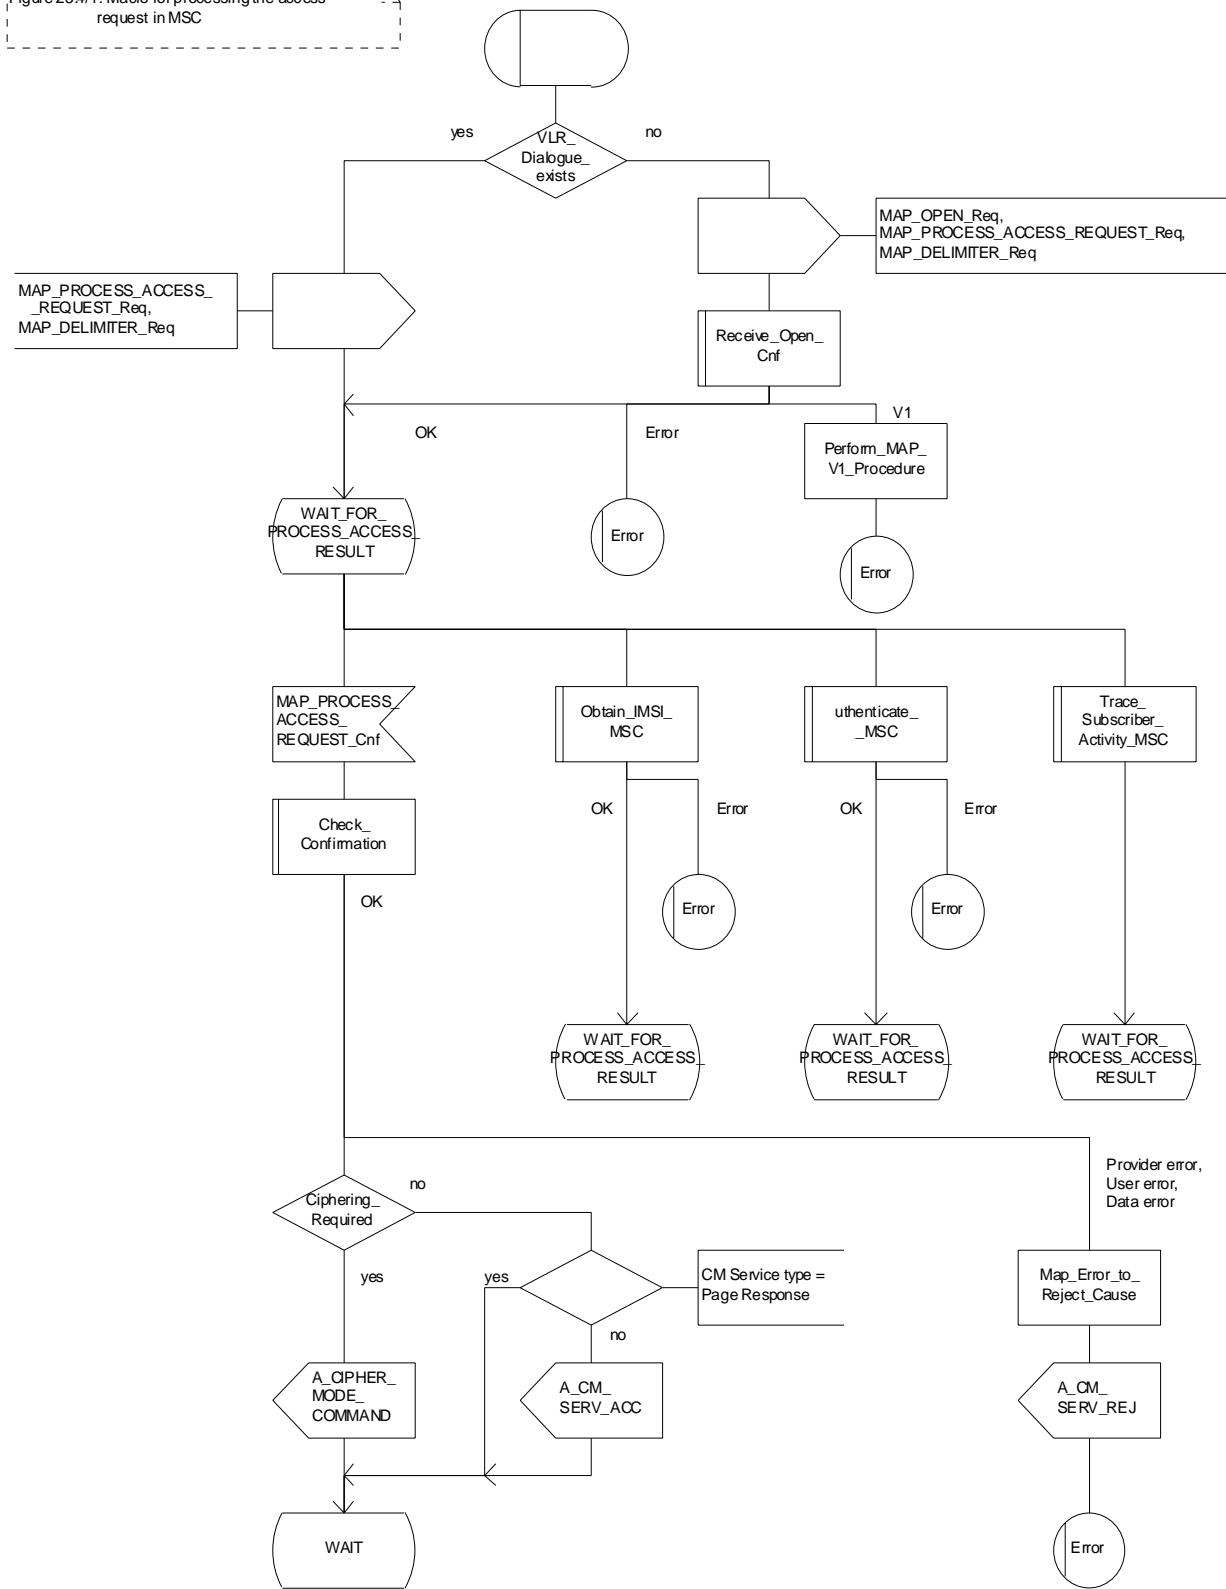 request in MSC
yes
no
VLR_
Dialogue_
exists
MAP_OPEN_Req,
MAP_PROCESS_ACCESS_REQUEST_Req,
MAP_DELIMITER_Req
MAP_PROCESS_ACCESS_
_REQUEST_Req,
MAP_DELIMITER_Req
Receive_Open_
Cnf
OK
Error
V1
Perform_MAP_
V1_Procedure
WAIT_FOR_
PROCESS_ACCESS_
RESULT
Error
Error
MAP_PROCESS_
ACCESS_
REQUEST_Cnf
Obtain_IMSI_
MSC
uthenticate_
_MSC
Trace_
Subscriber_
Activity_MSC
OK
Error
OK
Error
Check_
Confirmation
OK
Error
Error
WAIT_FOR_
PROCESS_ACCESS_
RESULT
WAIT_FOR_
PROCESS_ACCESS_
RESULT
WAIT_FOR_
PROCESS_ACCESS_
RESULT
Provider error,
User error,
Data error
Ciphering_
Required
no
yes
yes
CM Service type =
Page Response
no
Map_Error_to_
Reject_Cause
A_CIPHER_
MODE_
COMMAND
A_CM_
SERV_ACC
A_CM_
SERV_REJ
WAIT
Error